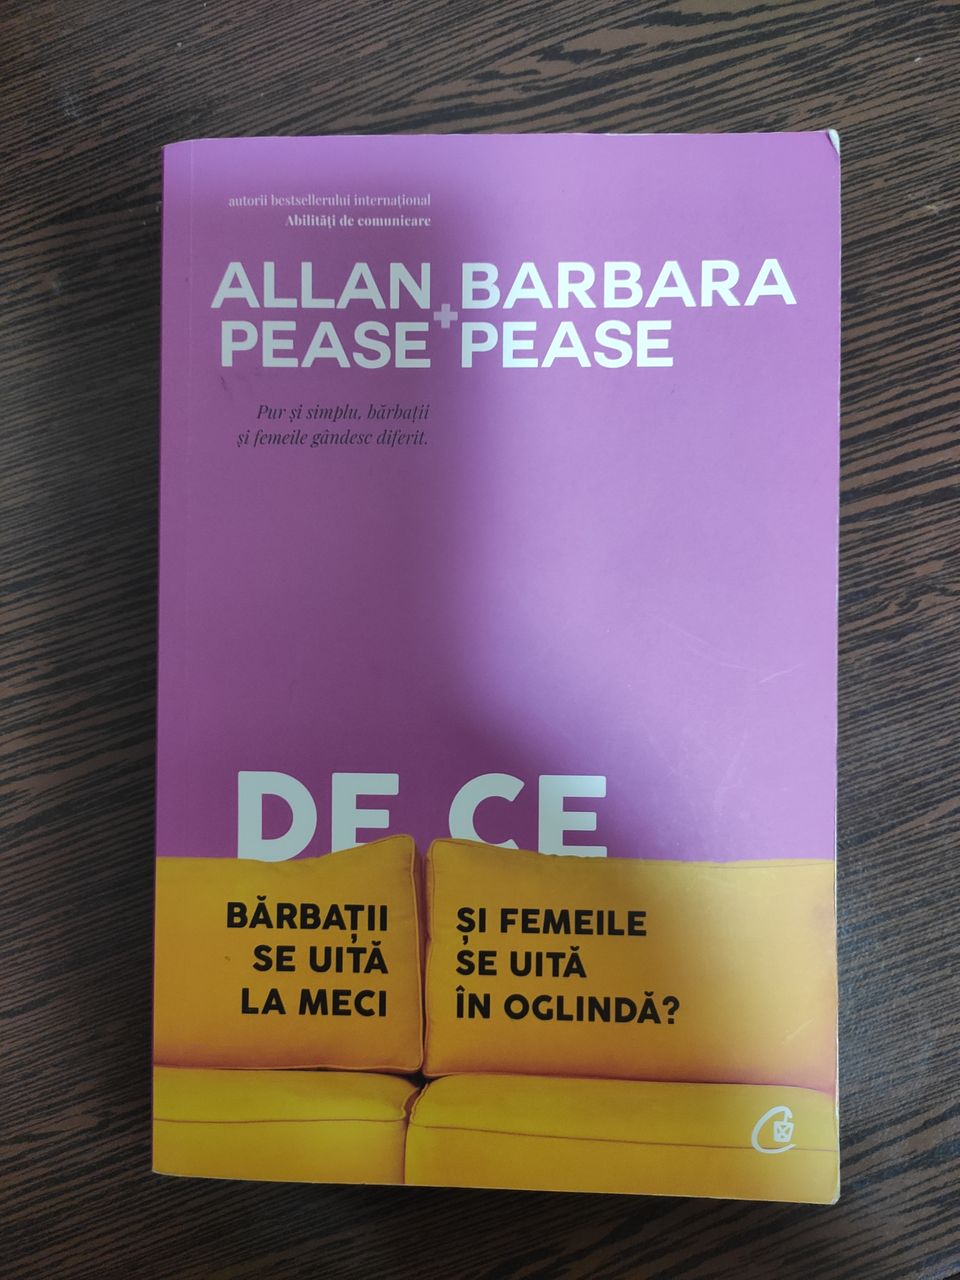 autorii bestsellerului internațional
Abilități de comunicare
ALLAN + BARBARA
PEASE PEASE
Pur și simplu, bărbații
și femeile gândesc diferit.
DE CE
BĂRBAȚII
SE UITĂ
LA MECI
ȘI FEMEILE
SE UITĂ
ÎN OGLINDĂ?